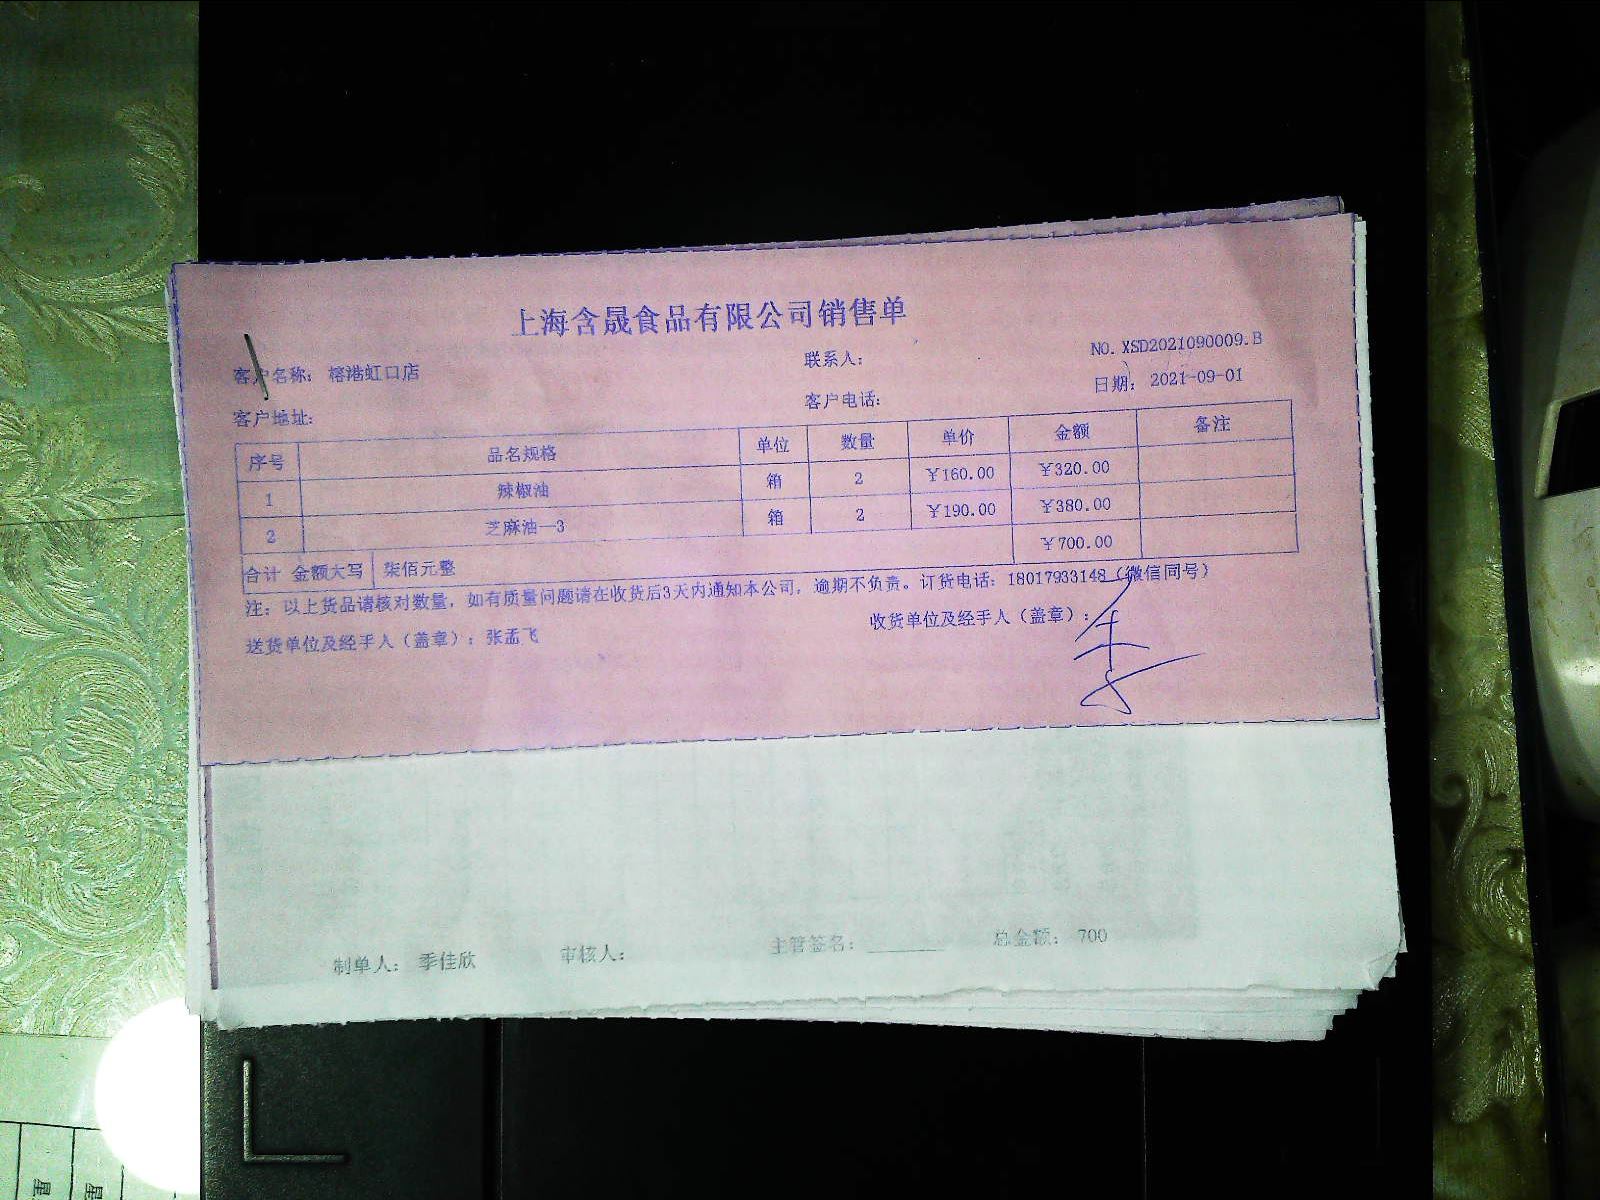 上海含晟食品有限公司销售单
客户名称：榕港虹口店 联系人： NO.XSD2021090009.B
客户地址： 客户电话： 日期：2021-09-01
序号 品名规格 单位 数量 单价 金额 备注
1 辣椒油 箱 2 ￥160.00 ￥320.00
2 芝麻油—3 箱 2 ￥190.00 ￥380.00
合计 金额大写 柒佰元整 ￥700.00
注：以上货品请核对数量，如有质量问题请在收货后3天内通知本公司，逾期不负责。订货电话：18017933148（微信同号）
送货单位及经手人（盖章）：张孟飞 收货单位及经手人（盖章）：
制单人： 季佳欣 审核人： 主管签名： 总金额： 700
星
星